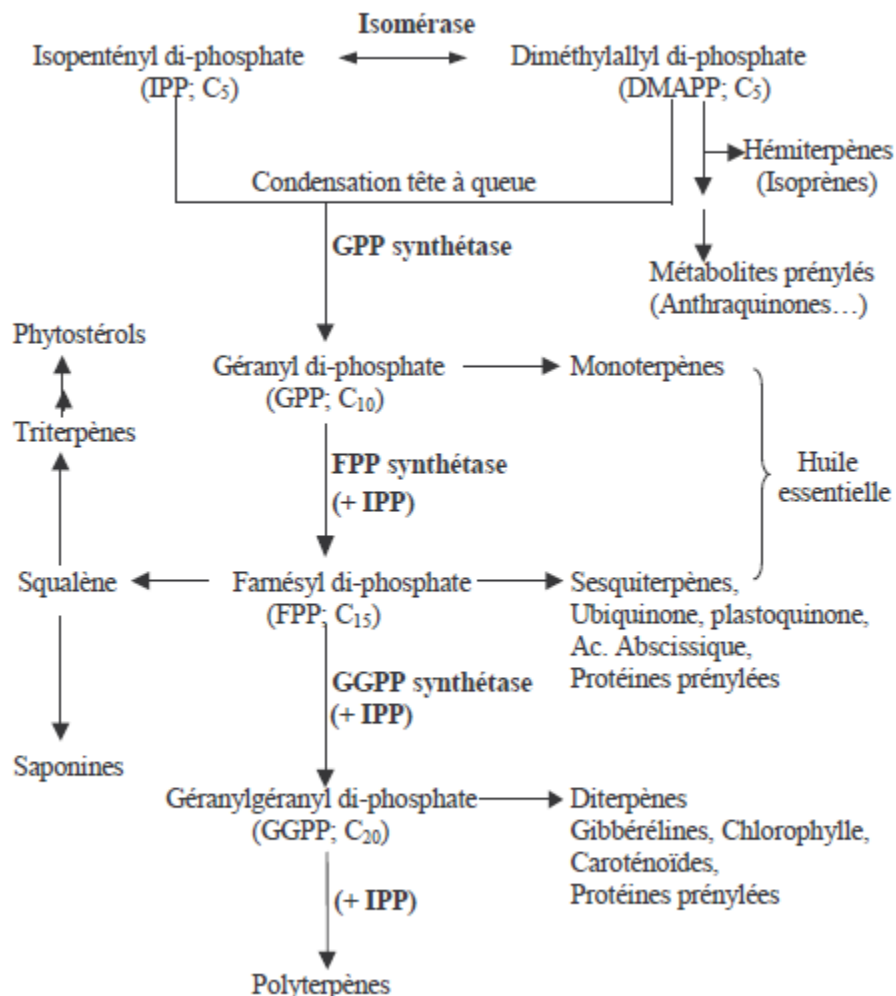 Isomérase
Isopentényl di-phosphate
(IPP; C5)
Diméthylallyl di-phosphate
(DMAPP; C5)
Hémiterpènes
(Isoprènes)
Condensation tête à queue
GPP synthétase
Métabolites prénylés
(Anthraquinones…)
Phytostérols
Géranyl di-phosphate
(GPP; C10)
Monoterpènes
Triterpènes
FPP synthétase
(+ IPP)
Huile
essentielle
Squalène
Farnésyl di-phosphate
(FPP; C15)
Sesquiterpènes,
Ubiquinone, plastoquinone,
Ac. Abscissique,
Protéines prénylées
GGPP synthétase
(+ IPP)
Saponines
Géranylgéranyl di-phosphate
(GGPP; C20)
Diterpènes
Gibbérélines, Chlorophylle,
Caroténoïdes,
Protéines prénylées
(+ IPP)
Polyterpènes